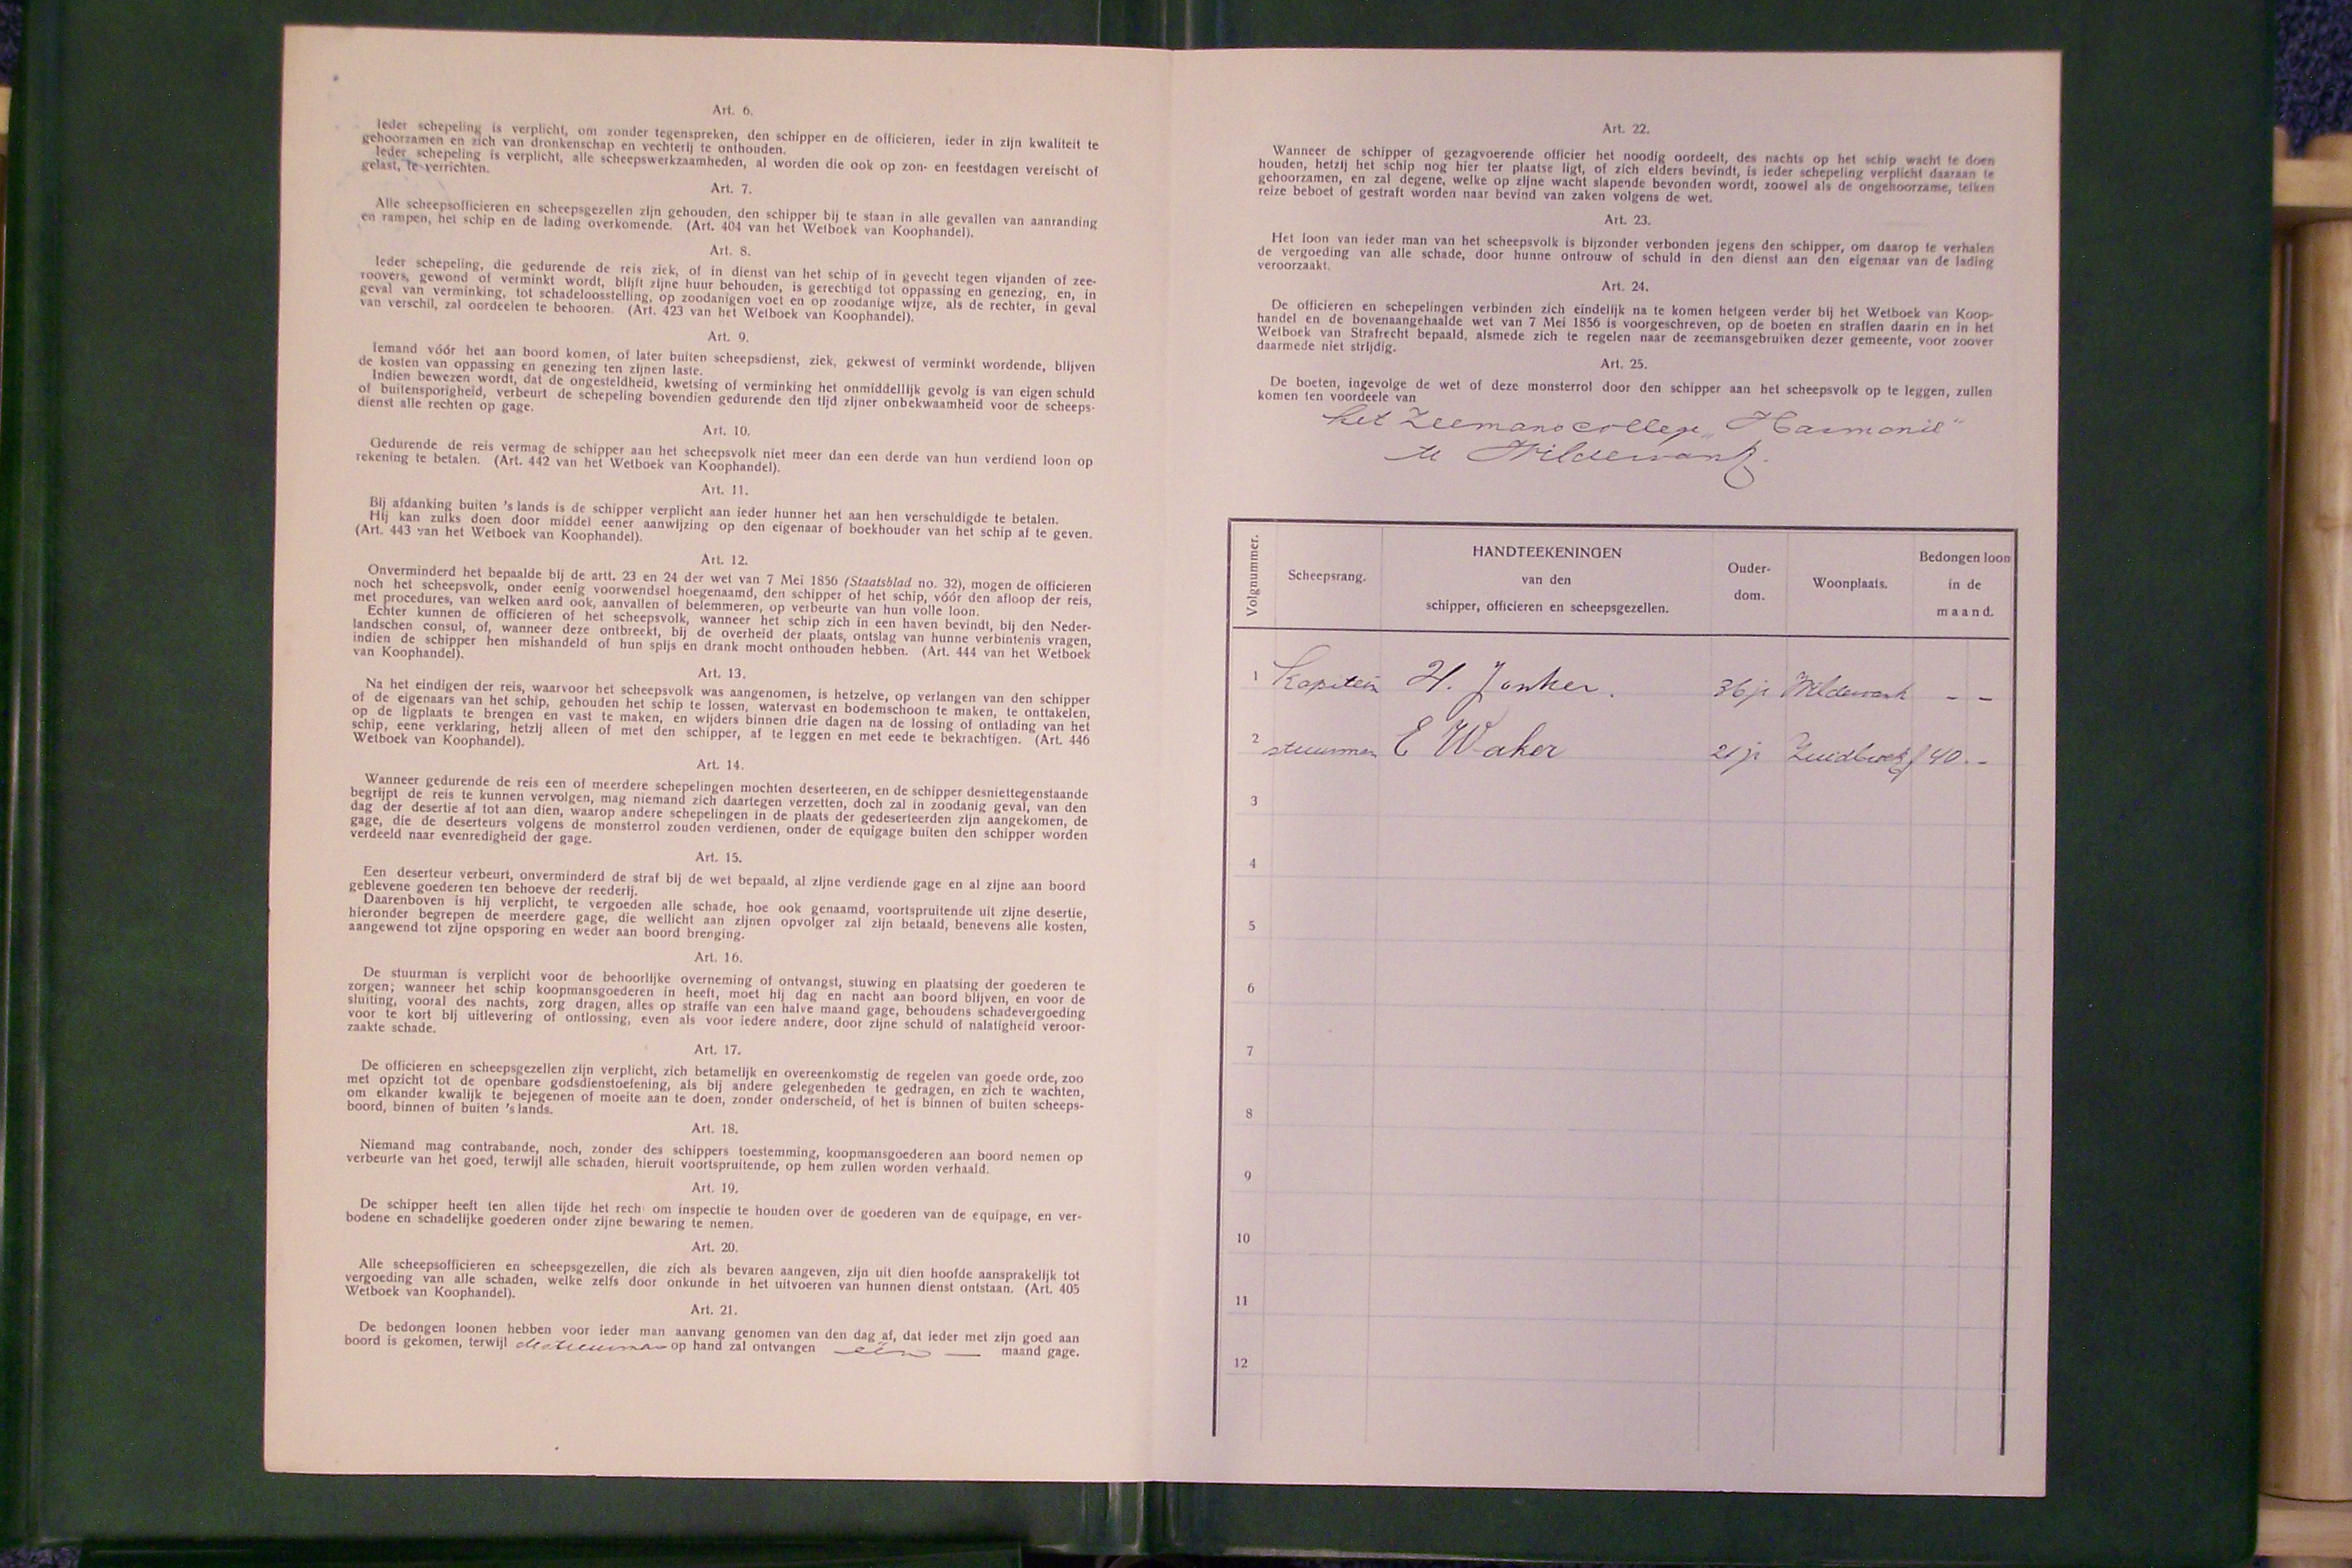 Art. 6.
Ieder schepeling is verplicht, om zonder tegenspreken, den schipper en de officieren, ieder in zijn kwaliteit te
gehoorzamen en zich van dronkenschap en vechterij te onthouden.
Ieder schepeling is verplicht, alle scheepswerkzaamheden, al worden die ook op zon- en feestdagen vereischt of
gelast, te verrichten.
Art. 7.
Alle scheepsofficieren en scheepsgezellen zijn gehouden, den schipper bij te staan in alle gevallen van aanranding
en rampen, het schip en de lading overkomende. (Art. 404 van het Wetboek van Koophandel).
Art. 8.
Ieder schepeling, die gedurende de reis ziek, of in dienst van het schip of in gevecht tegen vijanden of zee-
roovers, gewond of verminkt wordt, blijft zijne huur behouden, is gerechtigd tot oppassing en genezing, en, in
geval van verminking, tot schadeloosstelling, op zoodanigen voet en op zoodanige wijze, als de rechter, in geval
van verschil, zal oordeelen te behooren. (Art. 423 van het Wetboek van Koophandel).
Art. 9.
Iemand vóór het aan boord komen, of later buiten scheepsdienst, ziek, gekwest of verminkt wordende, blijven
de kosten van oppassing en genezing ten zijnen laste.
Indien bewezen wordt, dat de ongesteldheid, kwetsing of verminking het onmiddellijk gevolg is van eigen schuld
of buitensporigheid, verbeurt de schepeling bovendien gedurende den tijd zijner onbekwaamheid voor de scheeps-
dienst alle rechten op gage.
Art. 10.
Gedurende de reis vermag de schipper aan het scheepsvolk niet meer dan een derde van hun verdiend loon op
rekening te betalen. (Art. 442 van het Wetboek van Koophandel).
Art. 11.
Bij afdanking buiten 's lands is de schipper verplicht aan ieder hunner het aan hen verschuldigde te betalen.
Hij kan zulks doen door middel eener aanwijzing op den eigenaar of boekhouder van het schip af te geven.
(Art. 443 van het Wetboek van Koophandel).
Art. 12.
Onverminderd het bepaalde bij de artt. 23 en 24 der wet van 7 Mei 1856 (Staatsblad no. 32), mogen de officieren
noch het scheepsvolk, onder eenig voorwendsel hoegenaamd, den schipper of het schip, vóór den afloop der reis,
met procedures, van welken aard ook, aanvallen of belemmeren, op verbeurte van hun volle loon.
Echter kunnen de officieren of het scheepsvolk, wanneer het schip zich in een haven bevindt, bij den Neder-
landschen consul, of, wanneer deze ontbreekt, bij de overheid der plaats, ontslag van hunne verbintenis vragen,
indien de schipper hen mishandeld of hun spijs en drank mocht onthouden hebben. (Art. 444 van het Wetboek
van Koophandel).
Art. 13.
Na het eindigen der reis, waarvoor het scheepsvolk was aangenomen, is hetzelve, op verlangen van den schipper
of de eigenaars van het schip, gehouden het schip te lossen, watervast en bodemschoon te maken, te onttakelen,
op de ligplaats te brengen en vast te maken, en wijders binnen drie dagen na de lossing of ontlading van het
schip, eene verklaring, hetzij alleen of met den schipper, af te leggen en met eede te bekrachtigen. (Art. 446
Wetboek van Koophandel).
Art. 14.
Wanneer gedurende de reis een of meerdere schepelingen mochten deserteeren, en de schipper desniettegenstaande
begrijpt de reis te kunnen vervolgen, mag niemand zich daartegen verzetten, doch zal in zoodanig geval, van den
dag der desertie af tot aan dien, waarop andere schepelingen in de plaats der gedeserteerden zijn aangekomen, de
gage, die de deserteurs volgens de monsterrol zouden verdienen, onder de equigage buiten den schipper worden
verdeeld naar evenredigheid der gage.
Art. 15.
Een deserteur verbeurt, onverminderd de straf bij de wet bepaald, al zijne verdiende gage en al zijne aan boord
geblevene goederen ten behoeve der reederij.
Daarenboven is hij verplicht, te vergoeden alle schade, hoe ook genaamd, voortspruitende uit zijne desertie,
hieronder begrepen de meerdere gage, die wellicht aan zijnen opvolger zal zijn betaald, benevens alle kosten,
aangewend tot zijne opsporing en weder aan boord brenging.
Art. 16.
De stuurman is verplicht voor de behoorlijke overneming of ontvangst, stuwing en plaatsing der goederen te
zorgen; wanneer het schip koopmansgoederen in heeft, moet hij dag en nacht aan boord blijven, en voor de
sluiting, vooral des nachts, zorg dragen, alles op straffe van een halve maand gage, behoudens schadevergoeding
voor te kort bij uitlevering of ontlossing, even als voor iedere andere, door zijne schuld of nalatigheid veroor-
zaakte schade.
Art. 17.
De officieren en scheepsgezellen zijn verplicht, zich betamelijk en overeenkomstig de regelen van goede orde, zoo
met opzicht tot de openbare godsdienstoefening, als bij andere gelegenheden te gedragen, en zich te wachten,
om elkander kwalijk te bejegenen of moeite aan te doen, zonder onderscheid, of het is binnen of buiten scheeps-
boord, binnen of buiten 's lands.
Art. 18.
Niemand mag contrabande, noch, zonder des schippers toestemming, koopmansgoederen aan boord nemen op
verbeurte van het goed, terwijl alle schaden, hieruit voortspruitende, op hem zullen worden verhaald.
Art. 19.
De schipper heeft ten allen tijde het rech om inspectie te houden over de goederen van de equipage, en ver-
bodene en schadelijke goederen onder zijne bewaring te nemen.
Art. 20.
Alle scheepsofficieren en scheepsgezellen, die zich als bevaren aangeven, zijn uit dien hoofde aansprakelijk tot
vergoeding van alle schaden, welke zelfs door onkunde in het uitvoeren van hunnen dienst ontstaan. (Art. 405
Wetboek van Koophandel).
Art. 21.
De bedongen loonen hebben voor ieder man aanvang genomen van den dag af, dat ieder met zijn goed aan
boord is gekomen, terwijl de stuurman op hand zal ontvangen één — maand gage.
Art. 22.
Wanneer de schipper of gezagvoerende officier het noodig oordeelt, des nachts op het schip wacht te doen
houden, hetzij het schip nog hier ter plaatse ligt, of zich elders bevindt, is ieder schepeling verplicht daaraan te
gehoorzamen, en zal degene, welke op zijne wacht slapende bevonden wordt, zoowel als de ongehoorzame, telken
reize beboet of gestraft worden naar bevind van zaken volgens de wet.
Art. 23.
Het loon van ieder man van het scheepsvolk is bijzonder verbonden jegens den schipper, om daarop te verhalen
de vergoeding van alle schade, door hunne ontrouw of schuld in den dienst aan den eigenaar van de lading
veroorzaakt.
Art. 24.
De officieren en schepelingen verbinden zich eindelijk na te komen hetgeen verder bij het Wetboek van Koop-
handel en de bovenaangehaalde wet van 7 Mei 1856 is voorgeschreven, op de boeten en straffen daarin en in het
Wetboek van Strafrecht bepaald, alsmede zich te regelen naar de zeemansgebruiken dezer gemeente, voor zoover
daarmede niet strijdig.
Art. 25.
De boeten, ingevolge de wet of deze monsterrol door den schipper aan het scheepsvolk op te leggen, zullen
komen ten voordeele van
het Zeemanscollege „Harmonie"
te Wildervank.
Volgnummer. Scheepsrang. HANDTEEKENINGEN van den schipper, officieren en scheepsgezellen. Ouder-dom. Woonplaats. Bedongen loon in de maand.
1 Kapitein H. Jonker. 36 jr Wildervank - -
2 stuurman E Waker 21 jr Zuidbroek f 40.-
3
4
5
6
7
8
9
10
11
12